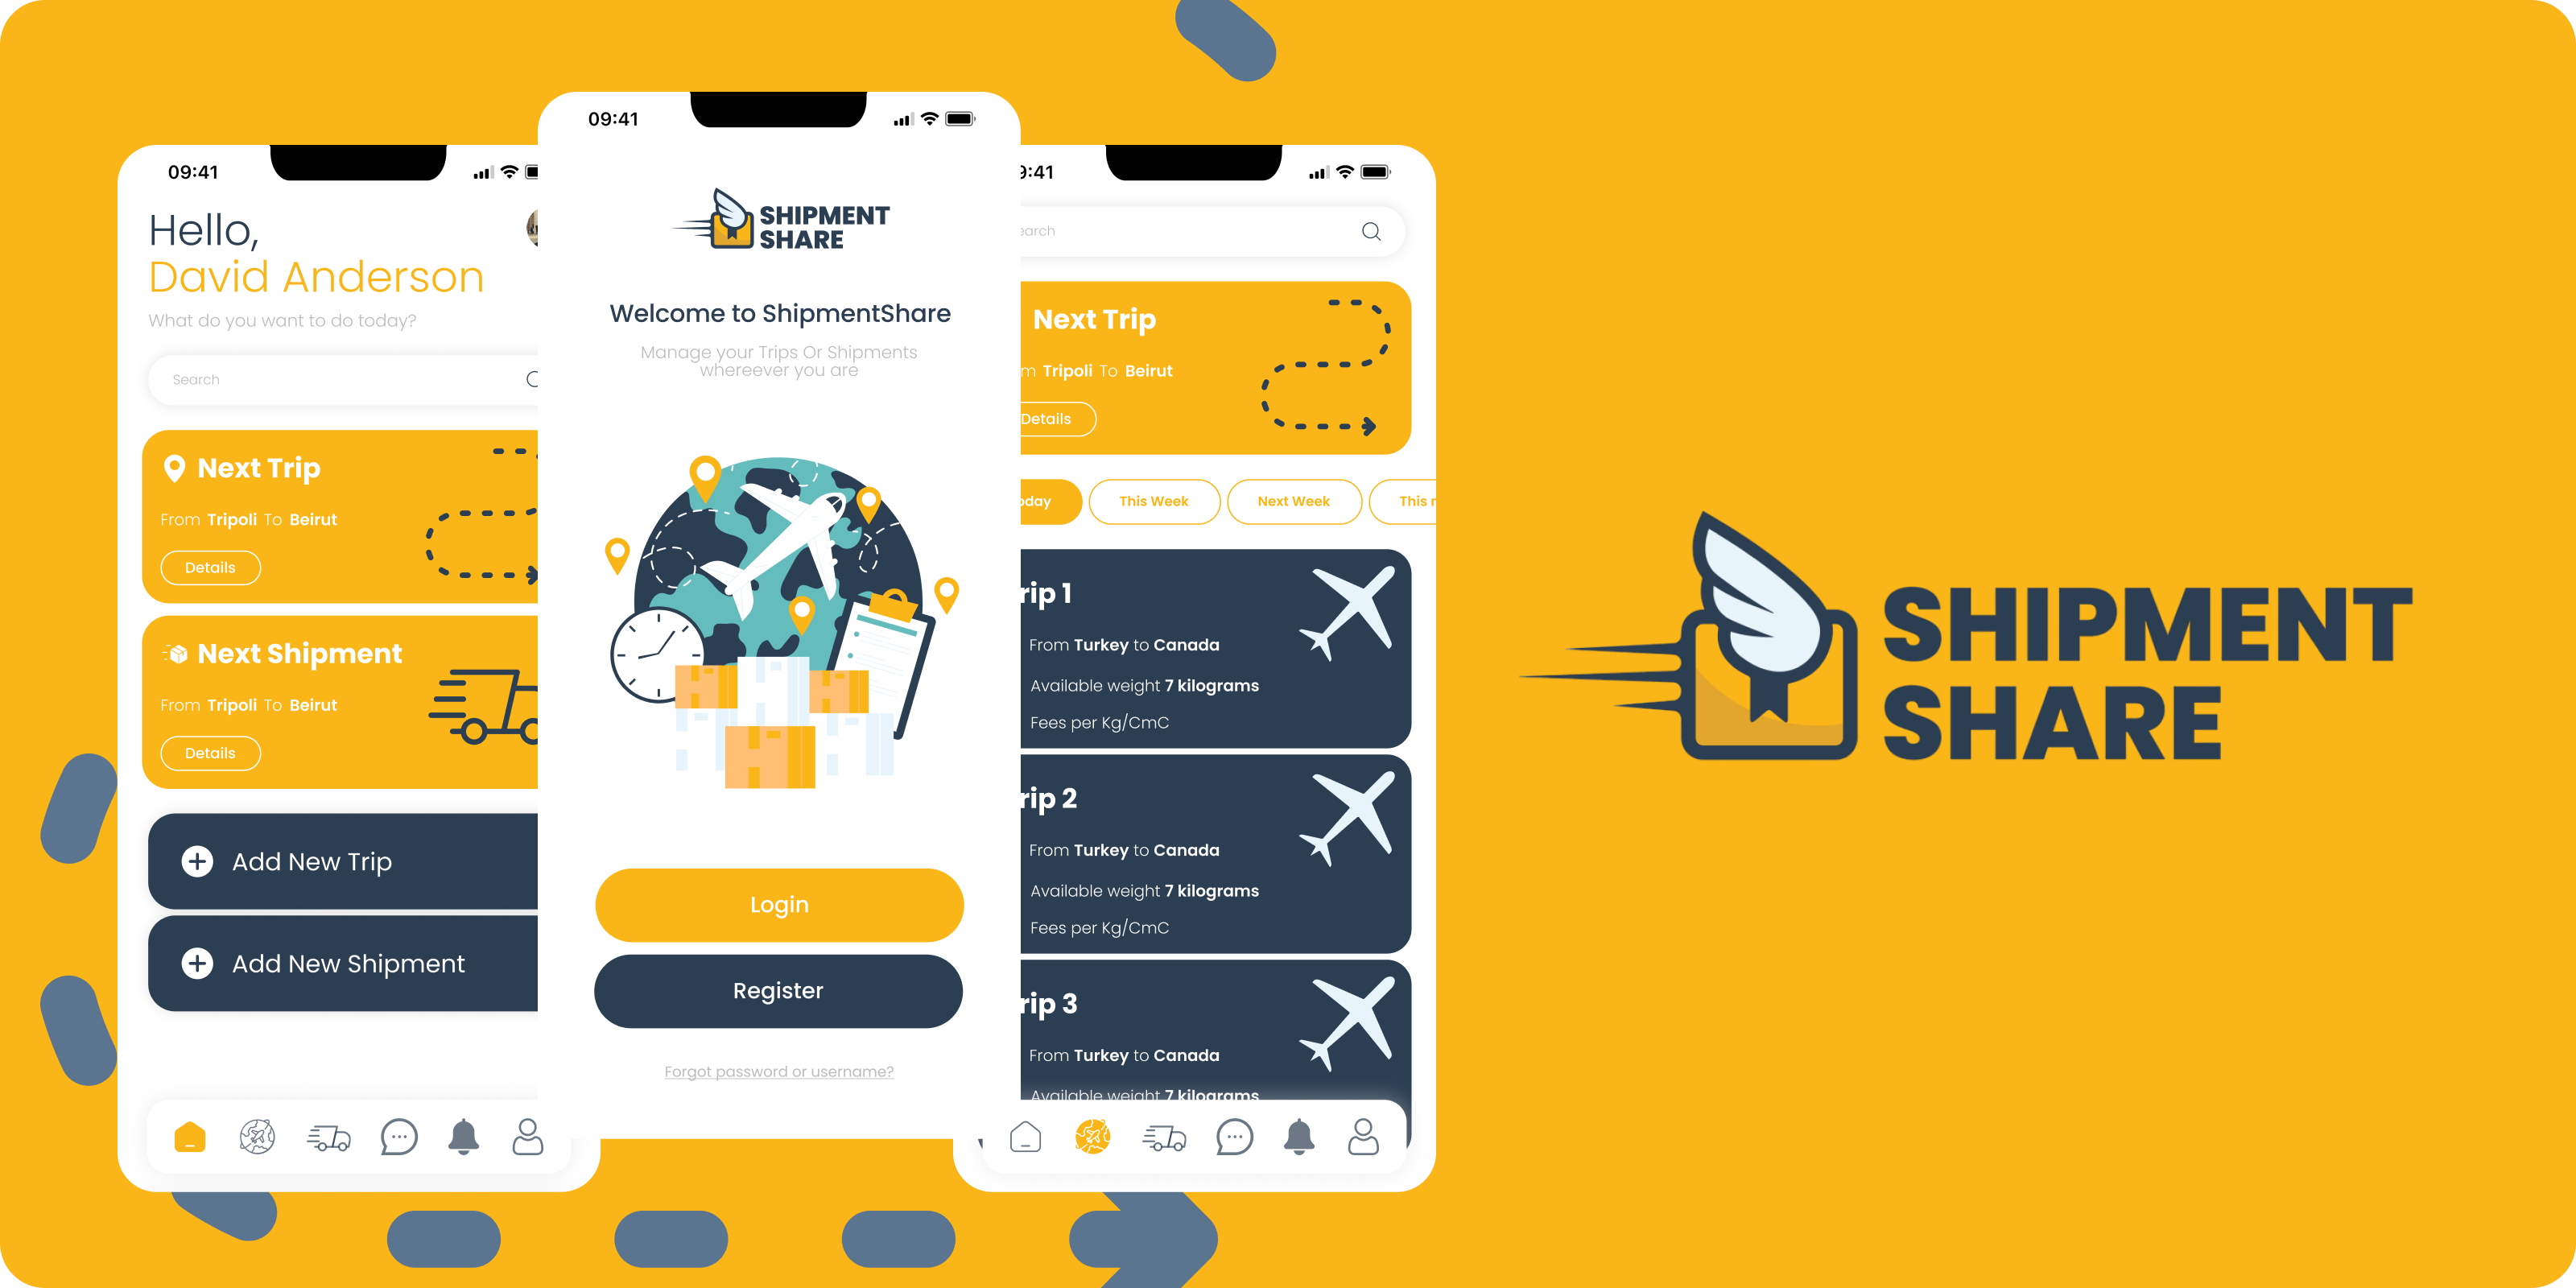 09:41
Hello,
David Anderson
What do you want to do today?
Search
Next Trip
From Tripoli To Beirut
Details
Next Shipment
From Tripoli To Beirut
Details
Add New Trip
Add New Shipment
09:41
SHIPMENT
SHARE
Welcome to ShipmentShare
Manage your Trips Or Shipments
whereever you are
Login
Register
Forgot password or username?
9:41
earch
Next Trip
m Tripoli To Beirut
Details
oday
This Week
Next Week
This
rip 1
From Turkey to Canada
Available weight 7 kilograms
Fees per Kg/CmC
rip 2
From Turkey to Canada
Available weight 7 kilograms
Fees per Kg/CmC
rip 3
From Turkey to Canada
Available weight 7 kilograms
SHIPMENT
SHARE